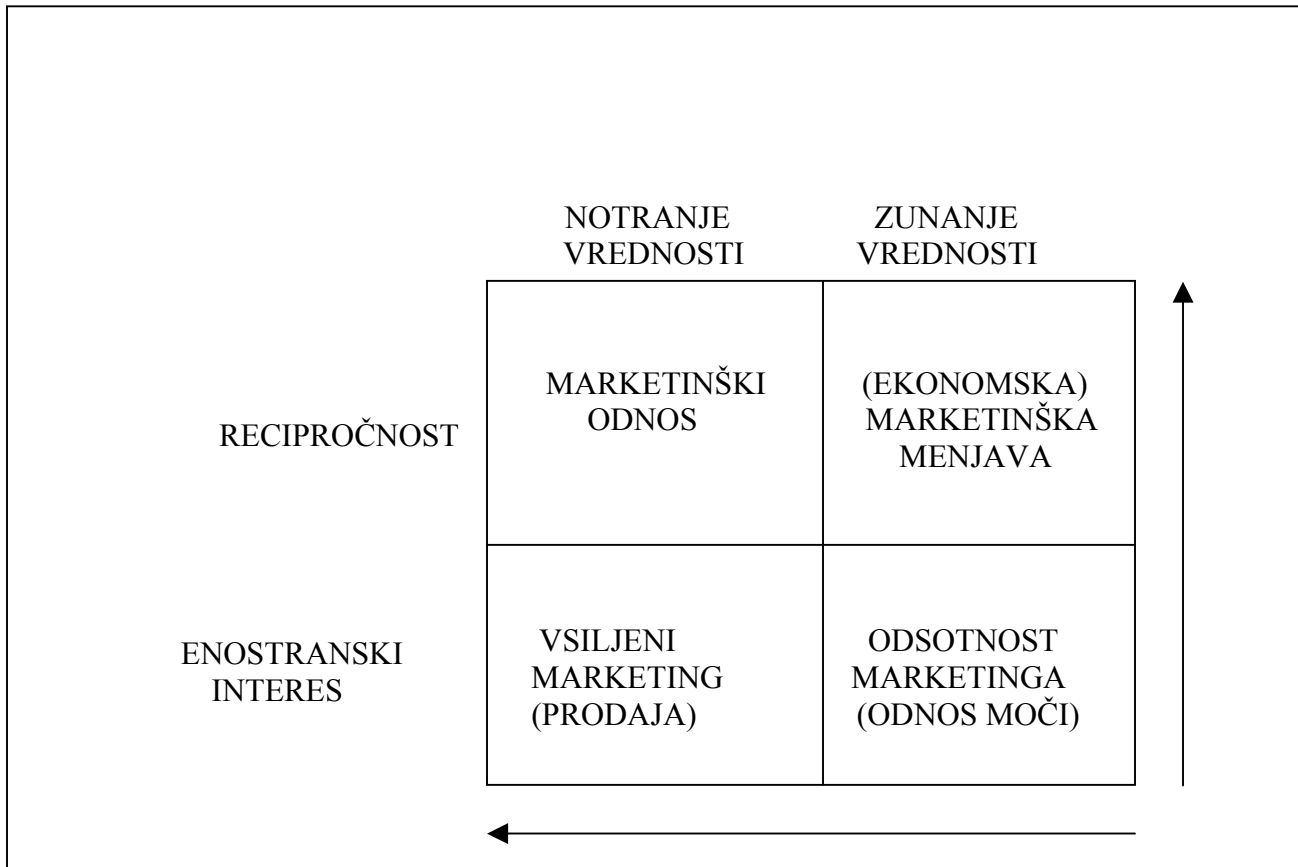 NOTRANJE
VREDNOSTI
ZUNANJE
VREDNOSTI
RECIPROČNOST
MARKETINŠKI
ODNOS
(EKONOMSKA)
MARKETINŠKA
MENJAVA
ENOSTRANSKI
INTERES
VSILJENI
MARKETING
(PRODAJA)
ODSOTNOST
MARKETINGA
(ODNOS MOČI)